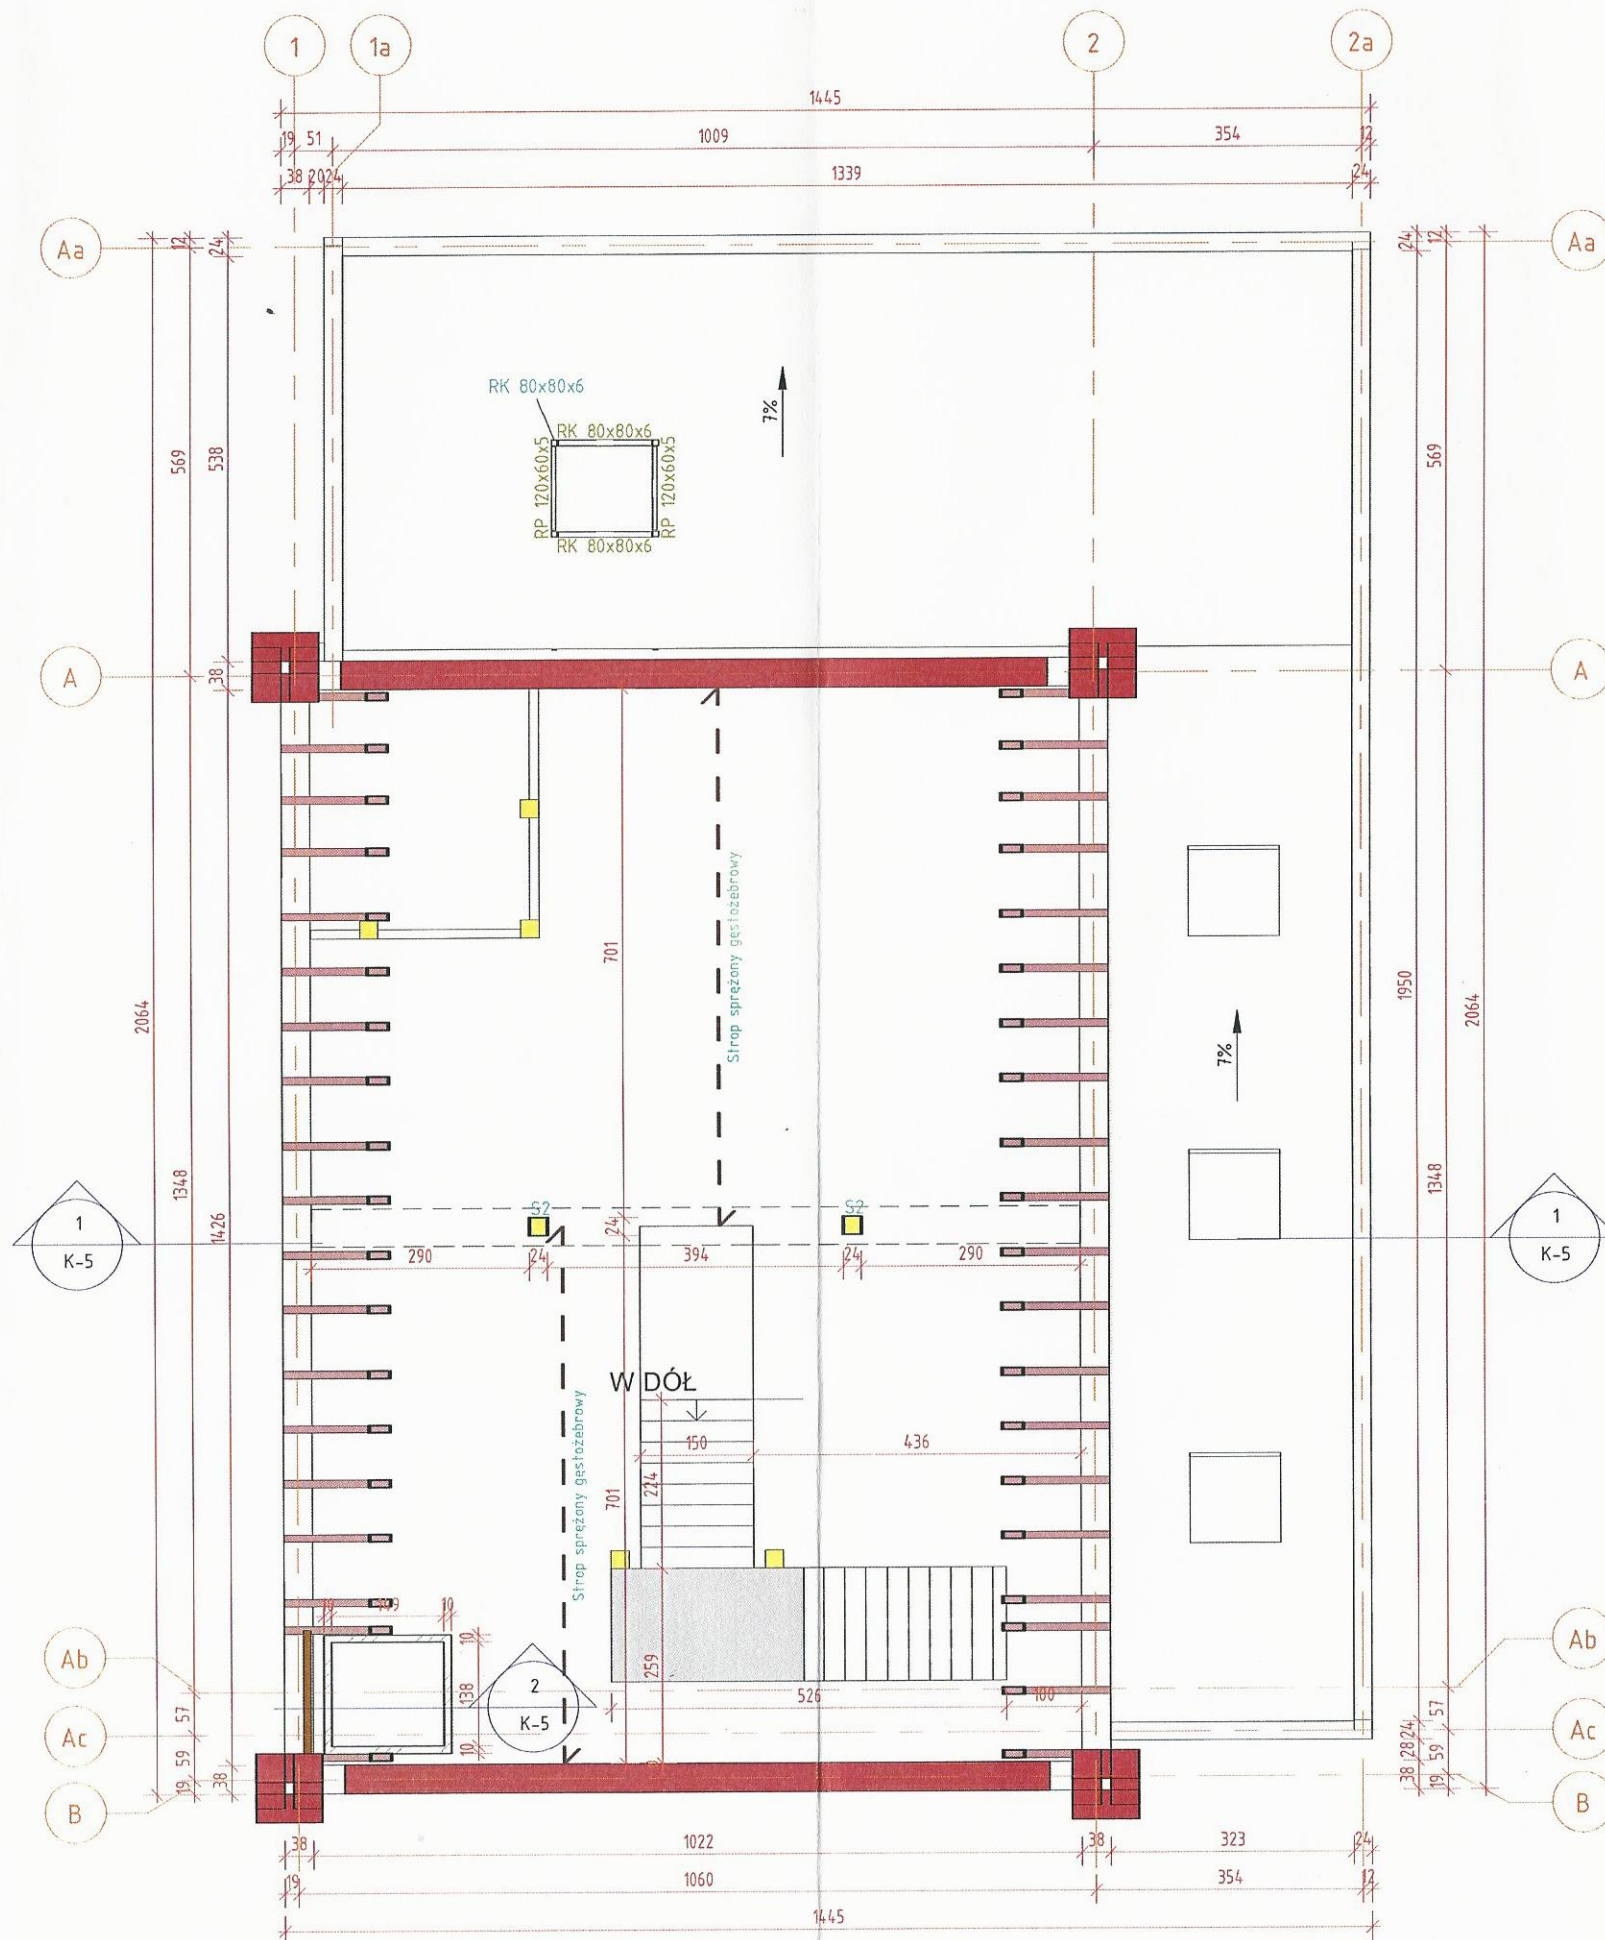 1 1a 2 2a
1445
19 51 1009 354 12
38 20 24 1339 24
Aa 12 24 24 12 Aa
RK 80x80x6
7%
RK 80x80x6
RP 120x60x5
RP 120x60x5
RK 80x80x6
569 538 569
A 38 A
Strop sprężony gęstożebrowy
701
2064 1950 2064
7%
1348 1426 1348
1
K-5
S2 S2
24
290 24 394 24 290
1
K-5
W DÓŁ
Strop sprężony gęstożebrowy
150 436
224
701
10
10 10
Ab Ab
138
259
2
K-5
526 100
57 57
Ac Ac
10
59 24
28 59
19 38 38 19
B B
38 1022 38 323 24
19 1060 354 12
1445